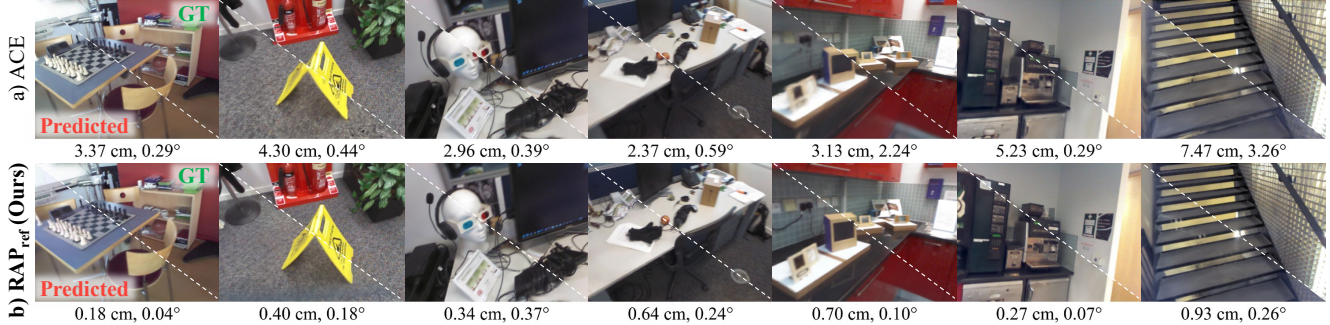 a) ACE
GT
Predicted
3.37 cm, 0.29°
4.30 cm, 0.44°
2.96 cm, 0.39°
2.37 cm, 0.59°
3.13 cm, 2.24°
5.23 cm, 0.29°
7.47 cm, 3.26°
b) RAPref (Ours)
GT
Predicted
0.18 cm, 0.04°
0.40 cm, 0.18°
0.34 cm, 0.37°
0.64 cm, 0.24°
0.70 cm, 0.10°
0.27 cm, 0.07°
0.93 cm, 0.26°